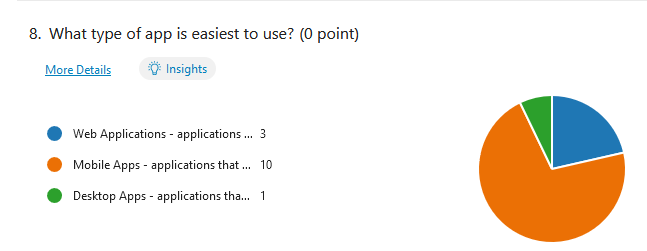 8. What type of app is easiest to use? (0 point)
More Details
Insights
Web Applications - applications ... 3
Mobile Apps - applications that ... 10
Desktop Apps - applications tha... 1